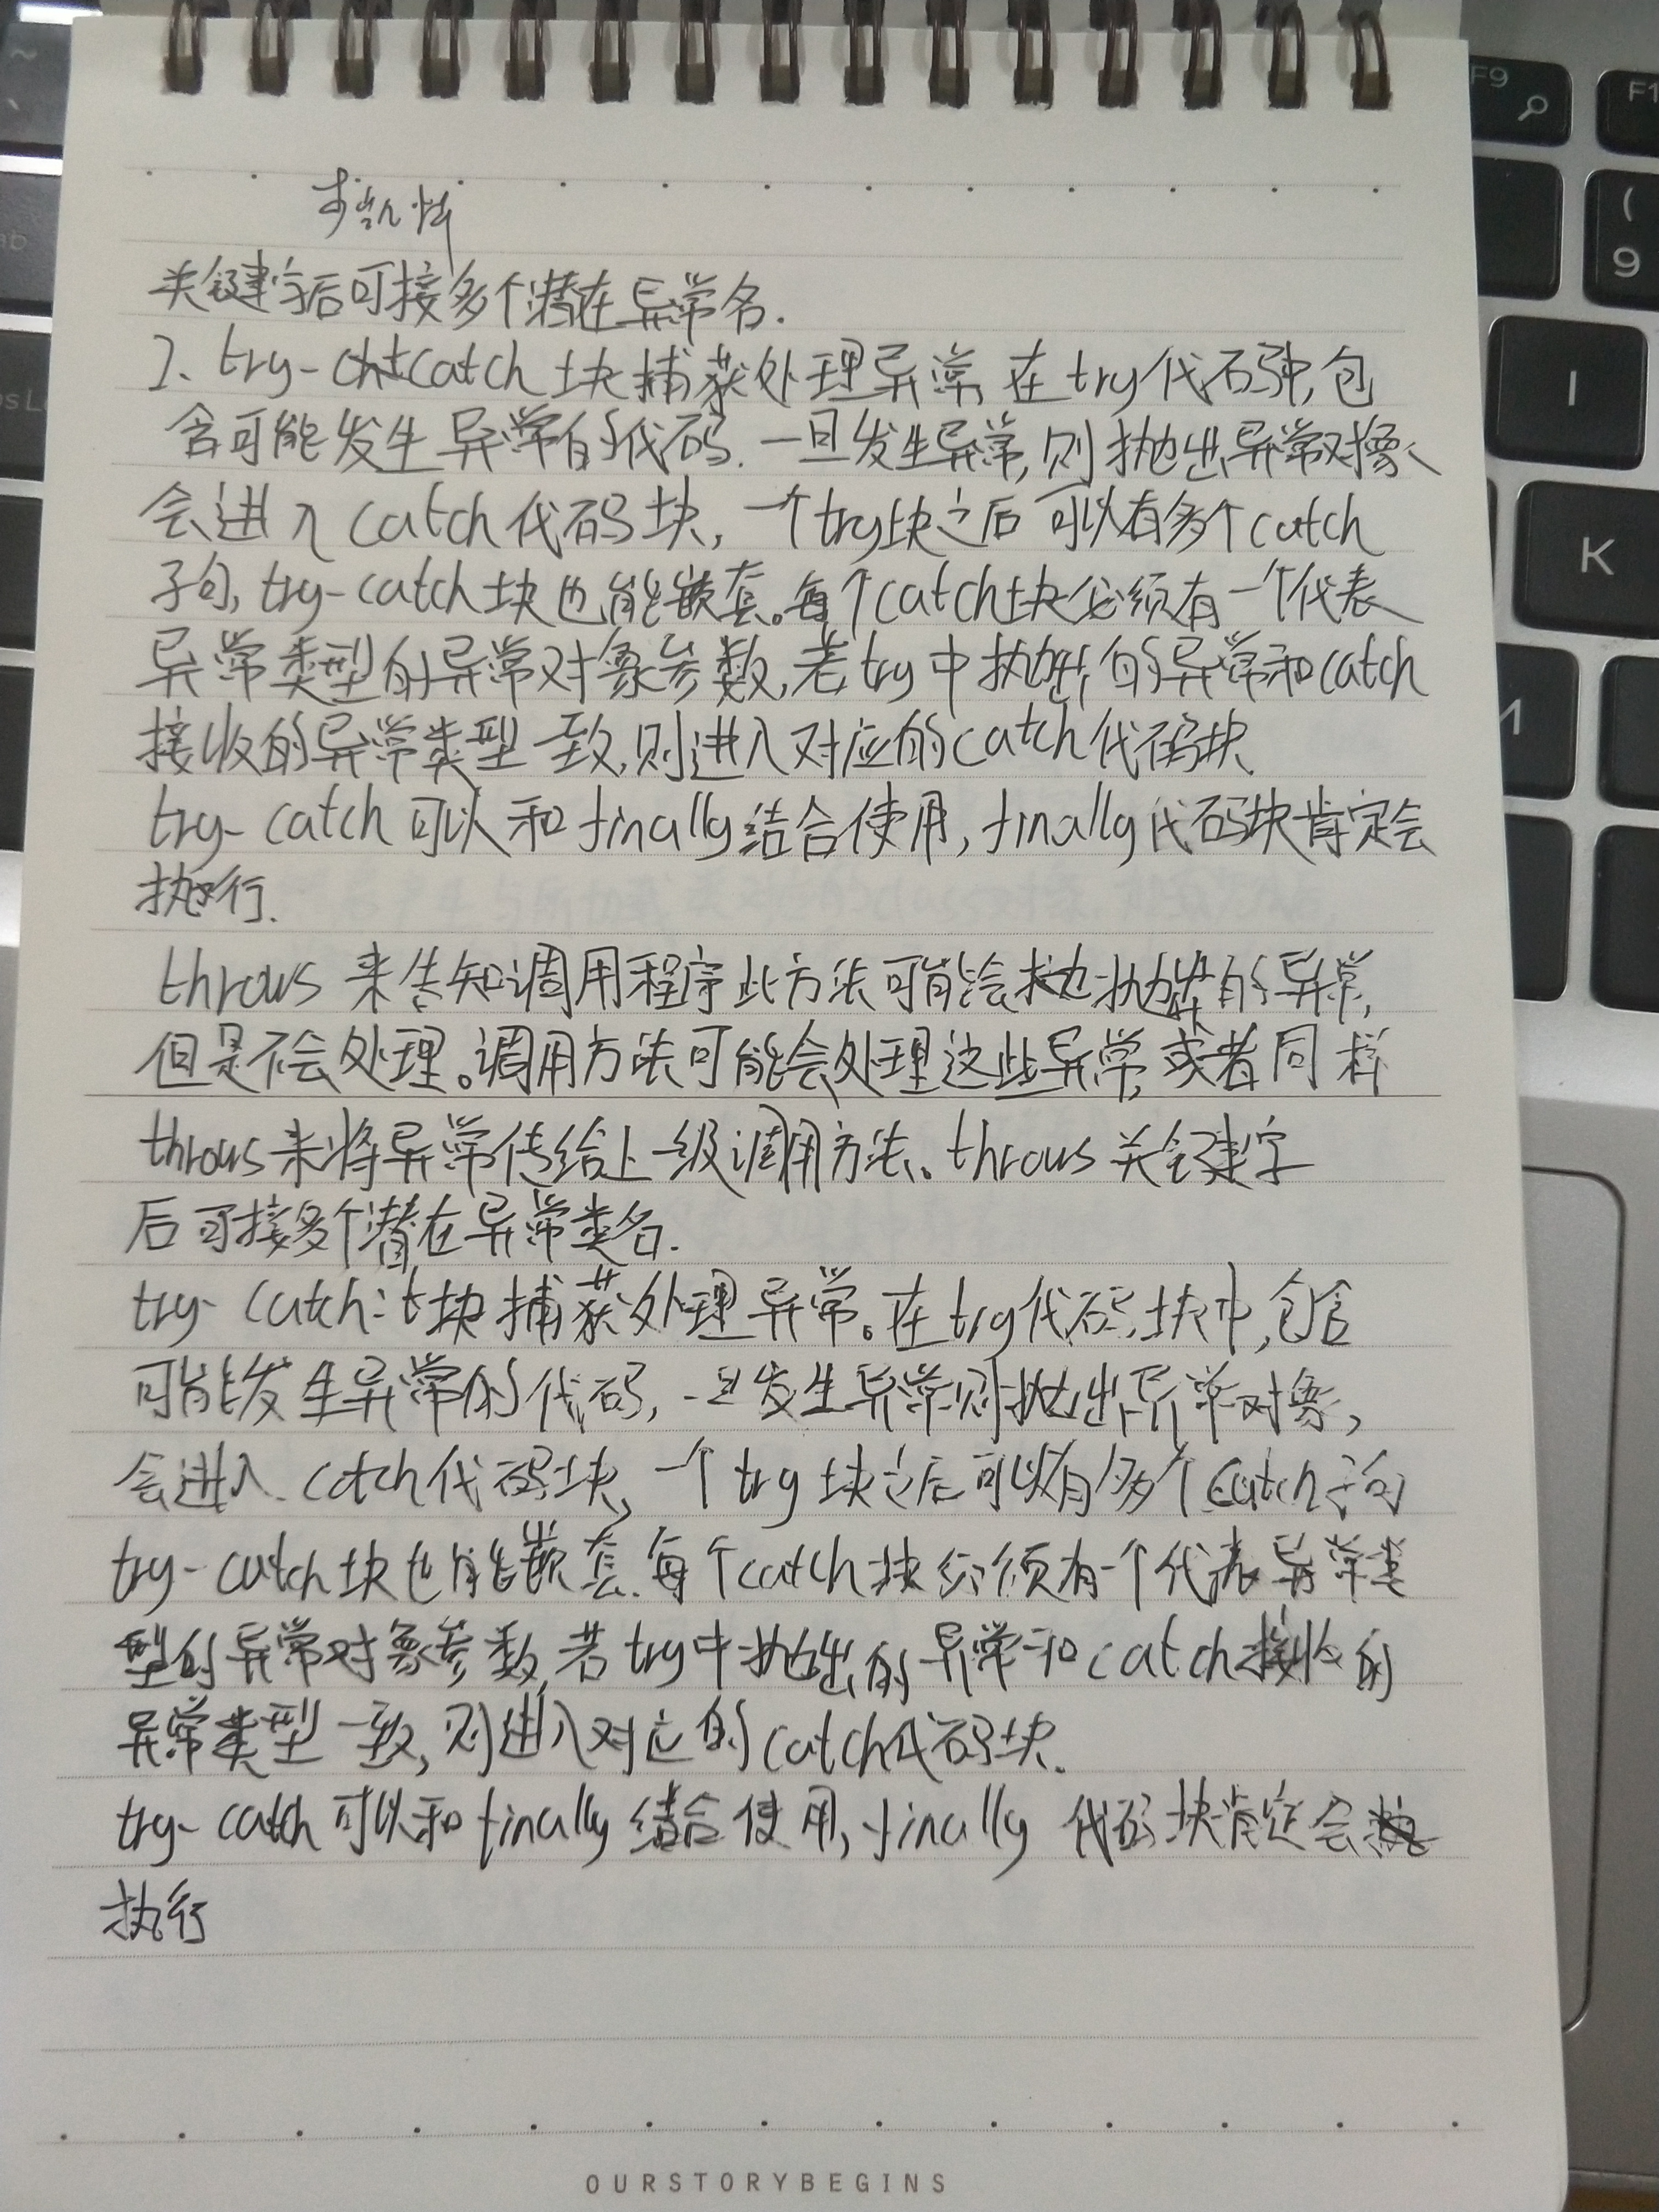 关键字后可接多个潜在异常名.
2、try-catch块捕获处理异常,在try代码块中,包
含可能发生异常的代码.一旦发生异常,则抛出异常对象、
会进入catch代码块,一个try块之后可以有多个catch
子句,try-catch块也能嵌套。每个catch块必须有一个代表
异常类型的异常对象参数,若try中抛出的异常和catch
接收的异常类型一致,则进入对应的catch代码块.
try-catch可以和finally结合使用,finally代码块肯定会
执行.
throws 来告知调用程序此方法可能会抛出的异常,
但是不会处理。调用方法可能会处理这些异常,或者同样
throws来将异常传给上一级调用方法。throws关键字
后可接多个潜在异常类名.
try-catch:块捕获处理异常。在try代码块中,包含
可能发生异常的代码,一旦发生异常则抛出异常对象,
会进入catch代码块,一个try块之后可以有多个catch子句
try-catch块也能嵌套.每个catch块必须有一个代表异常类
型的异常对象参数,若try中抛出的异常和catch接收的
异常类型一致,则进入对应的catch代码块.
try-catch可以和finally结合使用,finally代码块肯定会
执行
OURSTORYBEGINS
F9
F1
(
9
I
K